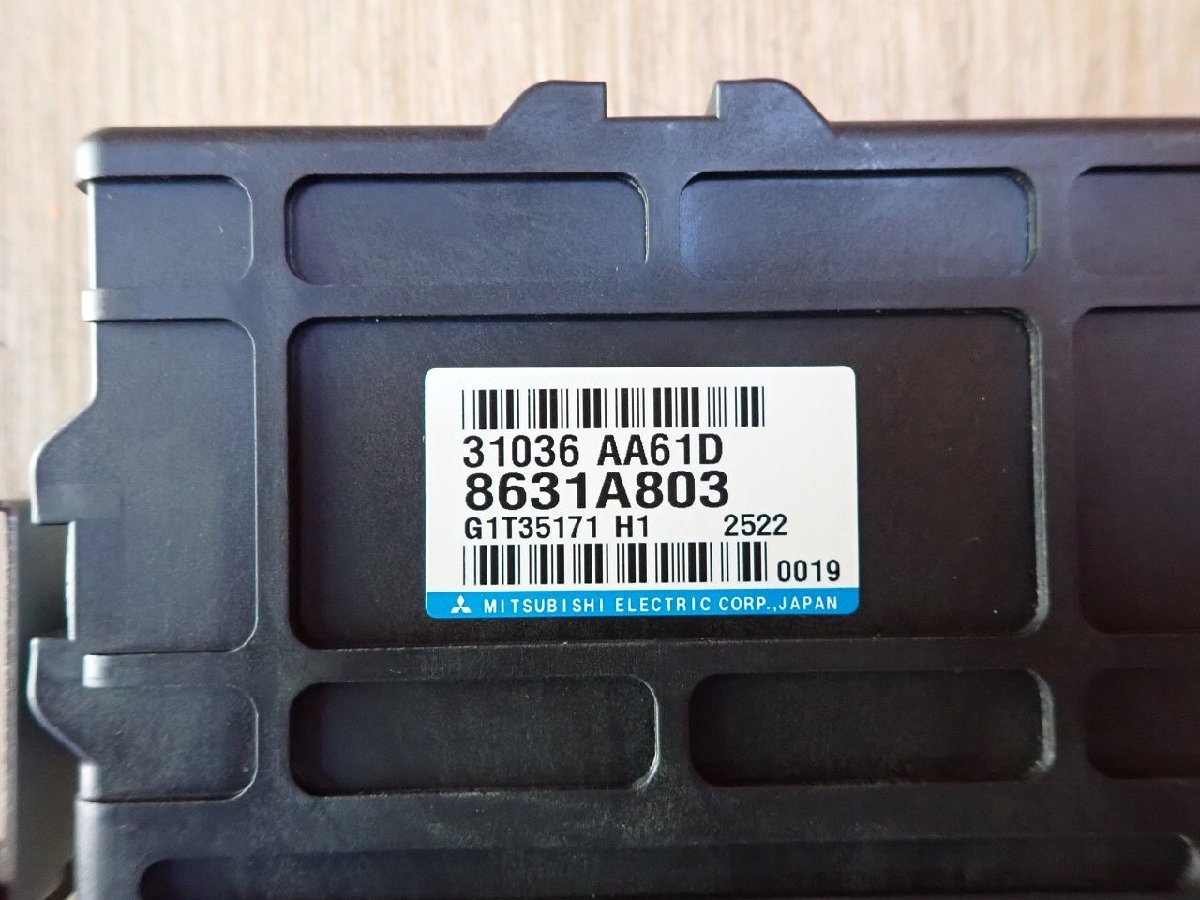 31036 AA61D
8631A803
G1T35171 H1 2522
0019
MITSUBISHI ELECTRIC CORP.,JAPAN